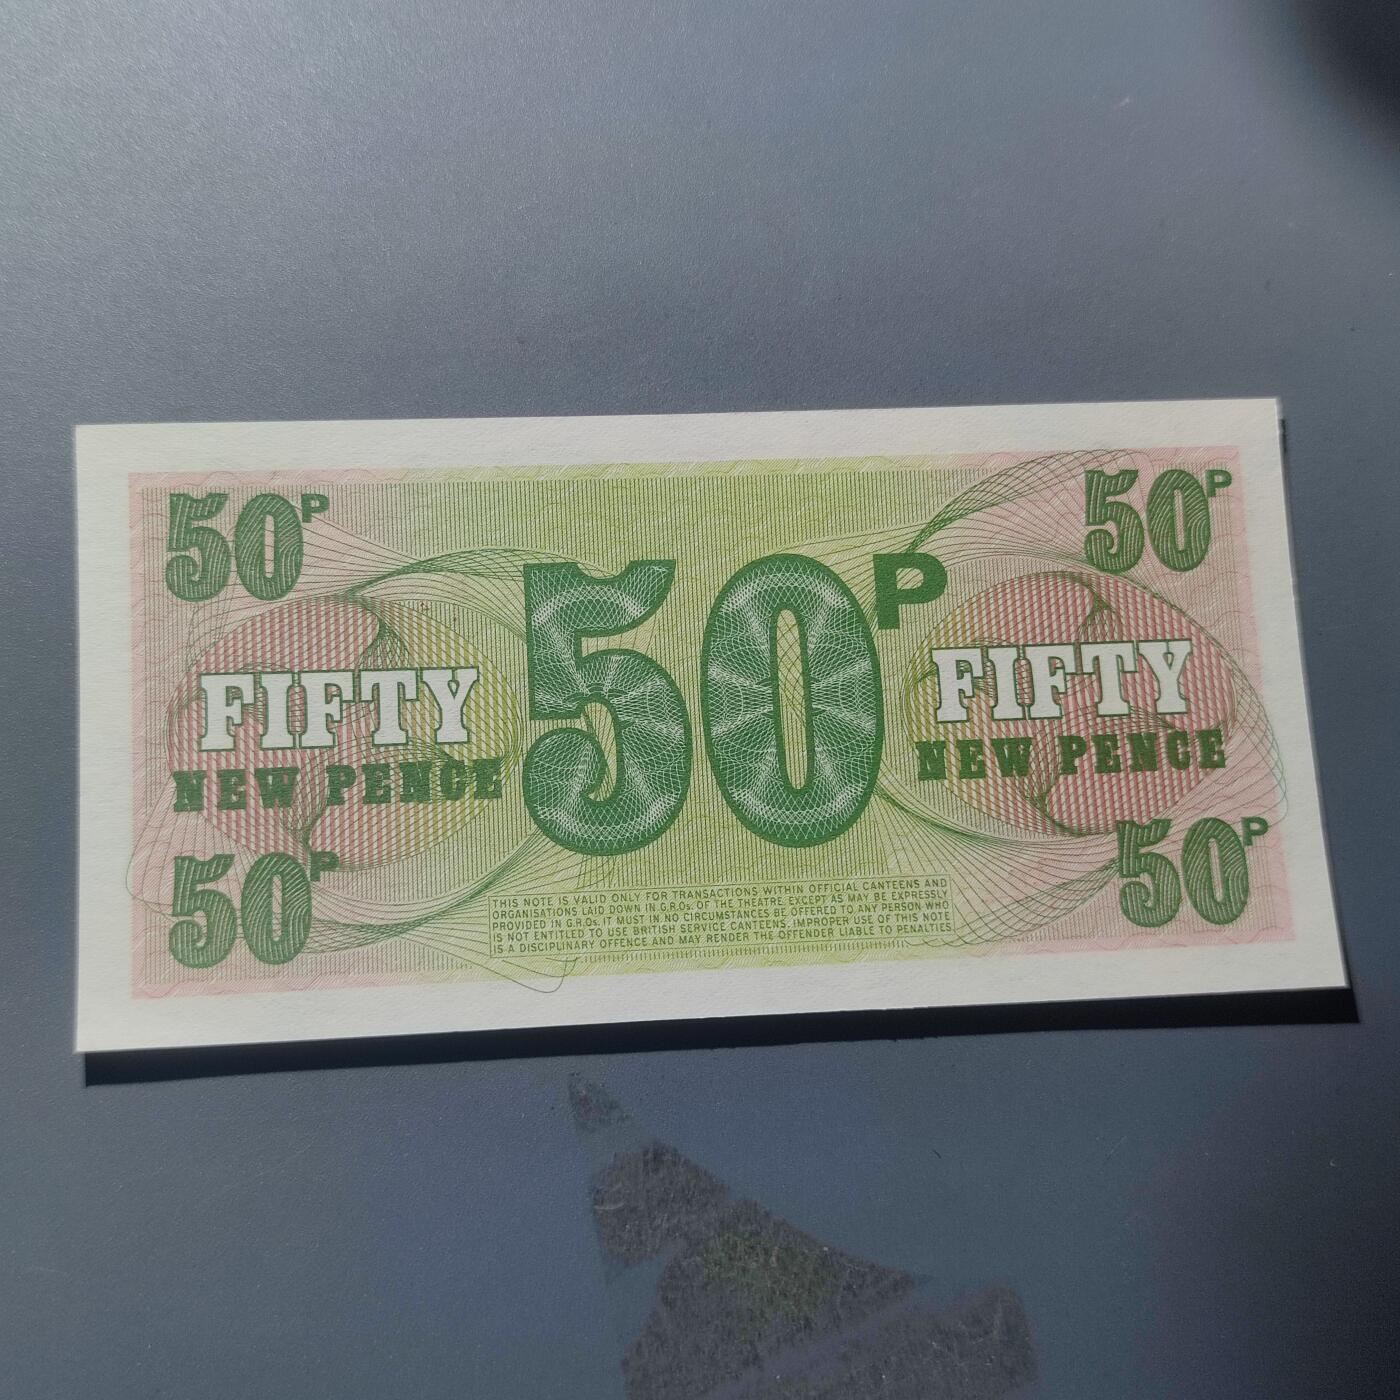 50P
50P
50P
FIFTY
NEW PENCE
FIFTY
NEW PENCE
50P
50P
THIS NOTE IS VALID ONLY FOR TRANSACTIONS WITHIN OFFICIAL CANTEENS AND
ORGANISATIONS LAID DOWN IN G.R.Os. OF THE THEATRE, EXCEPT AS MAY BE EXPRESSLY
PROVIDED IN G.R.Os. IT MUST IN NO CIRCUMSTANCES BE OFFERED TO ANY PERSON WHO
IS NOT ENTITLED TO USE BRITISH SERVICE CANTEENS. IMPROPER USE OF THIS NOTE
IS A DISCIPLINARY OFFENCE AND MAY RENDER THE OFFENDER LIABLE TO PENALTIES